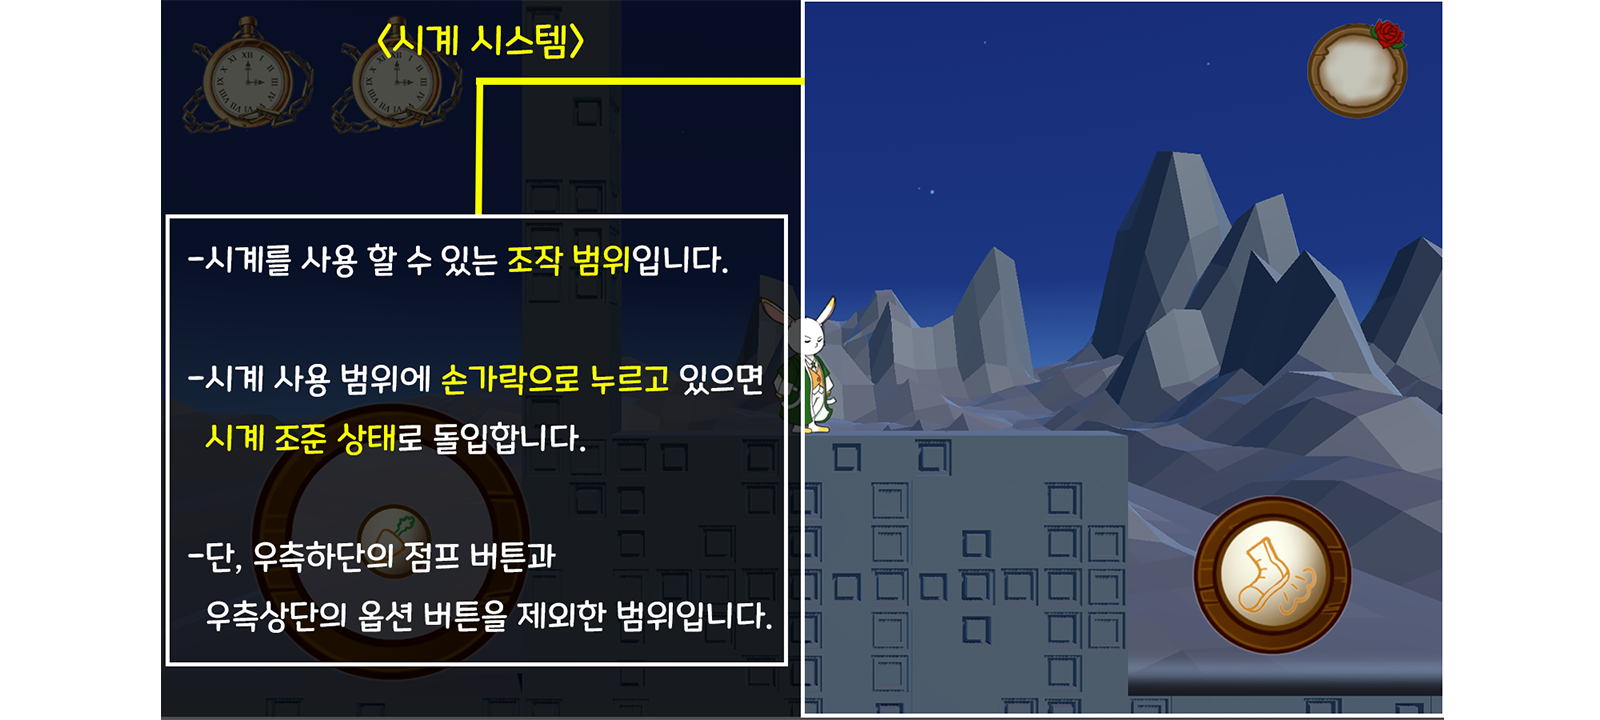 <시계 시스템>
-시계를 사용 할 수 있는 조작 범위입니다.
-시계 사용 범위에 손가락으로 누르고 있으면
시계 조준 상태로 돌입합니다.
-단, 우측하단의 점프 버튼과
우측상단의 옵션 버튼을 제외한 범위입니다.